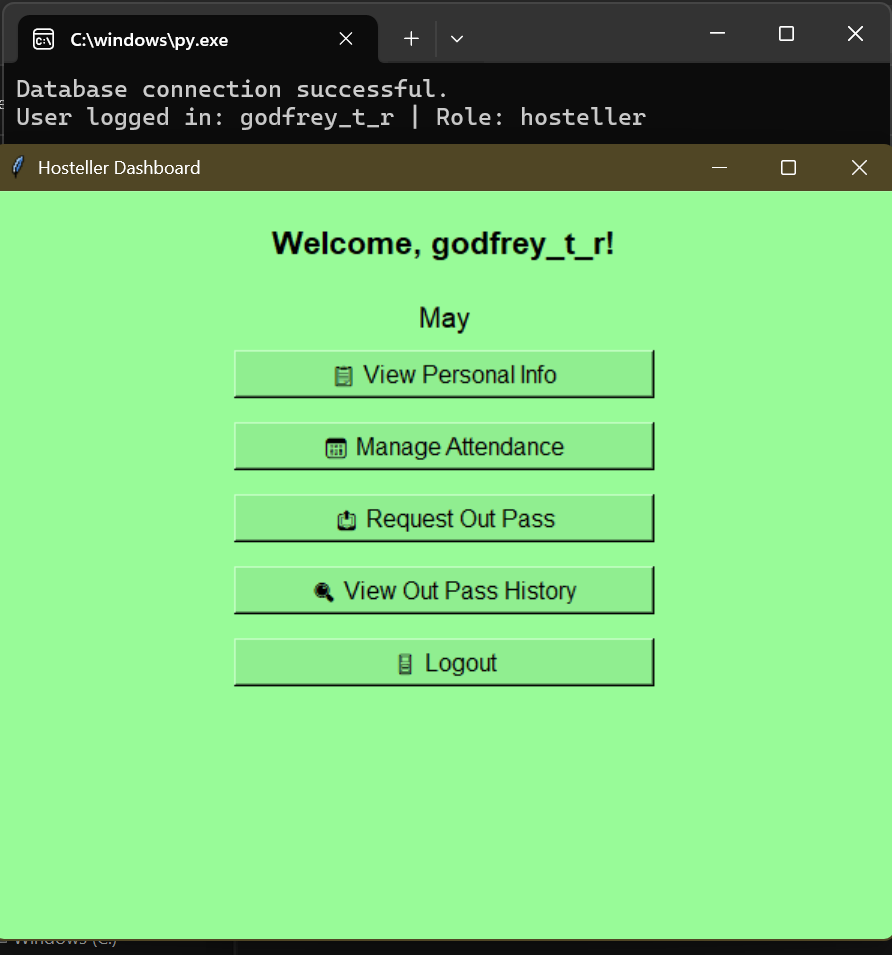 C:\windows\py.exe
Database connection successful.
User logged in: godfrey_t_r | Role: hosteller
Hosteller Dashboard
Welcome, godfrey_t_r!
May
View Personal Info
Manage Attendance
Request Out Pass
View Out Pass History
Logout